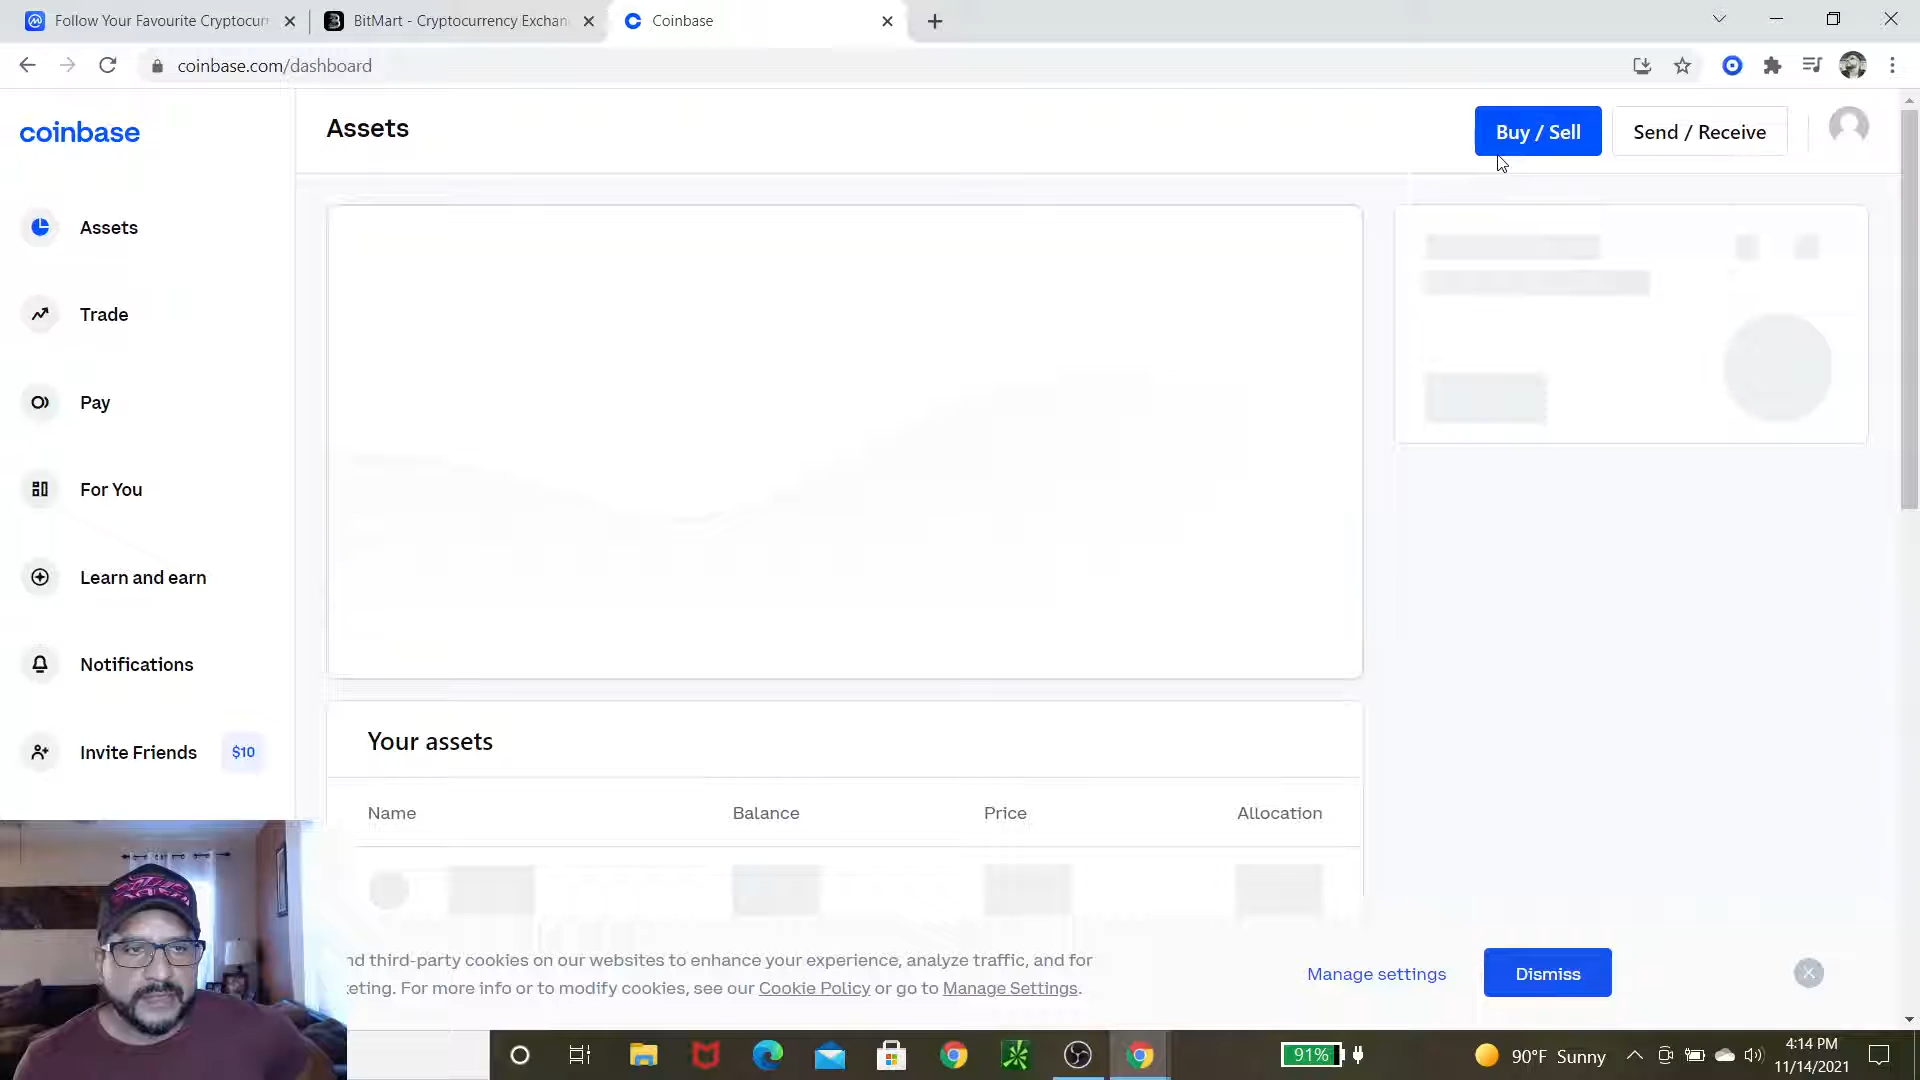 Follow Your Favourite Cryptocurr
BitMart - Cryptocurrency Exchan
Coinbase
coinbase.com/dashboard
coinbase
Assets
Buy / Sell
Send / Receive
Assets
Trade
Pay
For You
Learn and earn
Notifications
Invite Friends
$10
Your assets
Name
Balance
Price
Allocation
nd third-party cookies on our websites to enhance your experience, analyze traffic, and for
keting. For more info or to modify cookies, see our Cookie Policy or go to Manage Settings.
Manage settings
Dismiss
91%
90°F Sunny
4:14 PM
11/14/2021